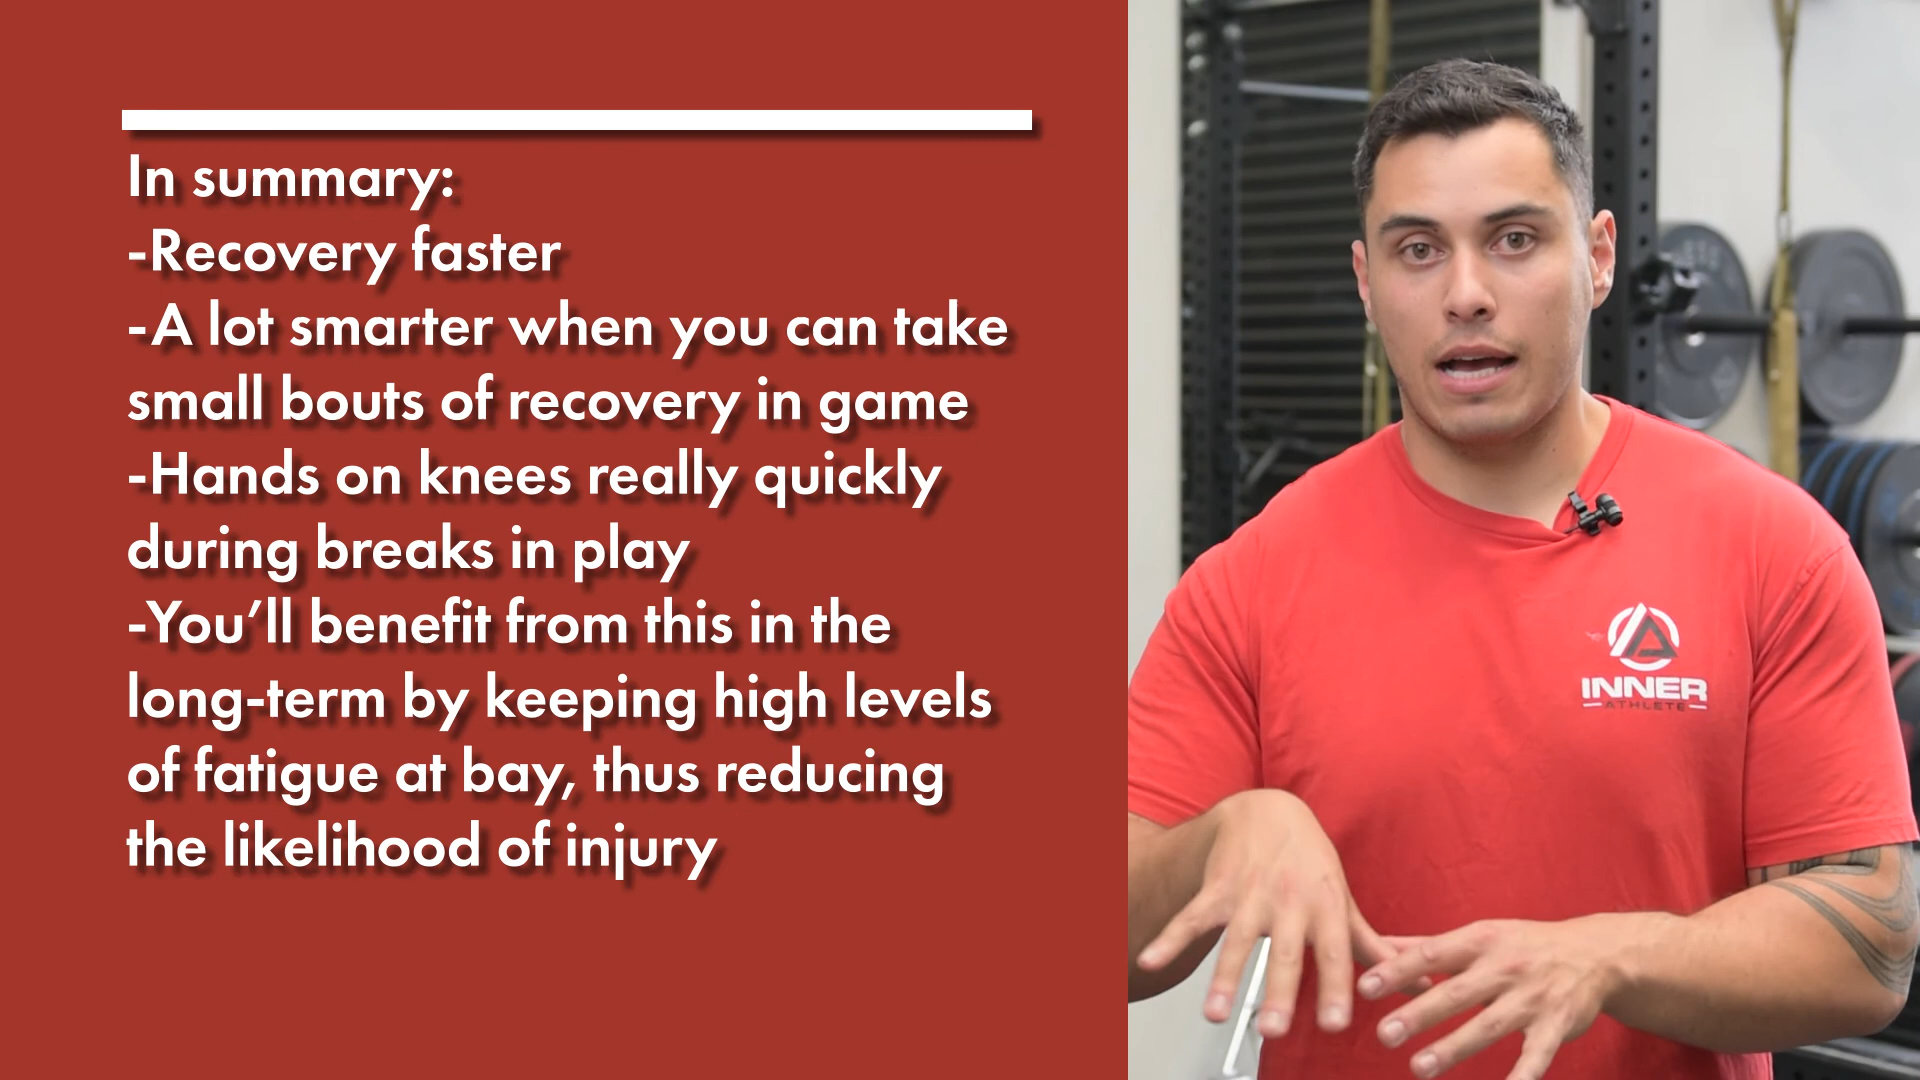 In summary:
-Recovery faster
-A lot smarter when you can take
small bouts of recovery in game
-Hands on knees really quickly
during breaks in play
-You’ll benefit from this in the
long-term by keeping high levels
of fatigue at bay, thus reducing
the likelihood of injury
INNER
ATHLETE